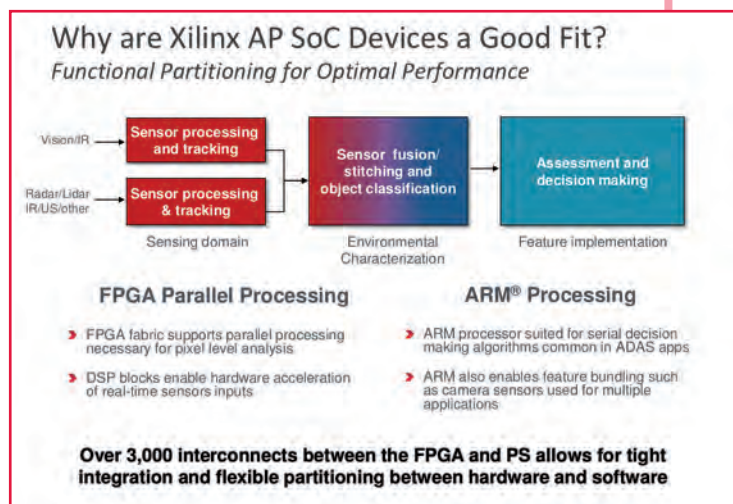 Why are Xilinx AP SoC Devices a Good Fit?
Functional Partitioning for Optimal Performance
Vision/IR
Sensor processing
and tracking
Radar/Lidar
IR/US/other
Sensor processing
& tracking
Sensing domain
Sensor fusion/
stitching and
object classification
Environmental
Characterization
Assessment and
decision making
Feature implementation
FPGA Parallel Processing
FPGA fabric supports parallel processing
necessary for pixel level analysis
DSP blocks enable hardware acceleration
of real-time sensors inputs
ARM® Processing
ARM processor suited for serial decision
making algorithms common in ADAS apps
ARM also enables feature bundling such
as camera sensors used for multiple
applications
Over 3,000 interconnects between the FPGA and PS allows for tight
integration and flexible partitioning between hardware and software